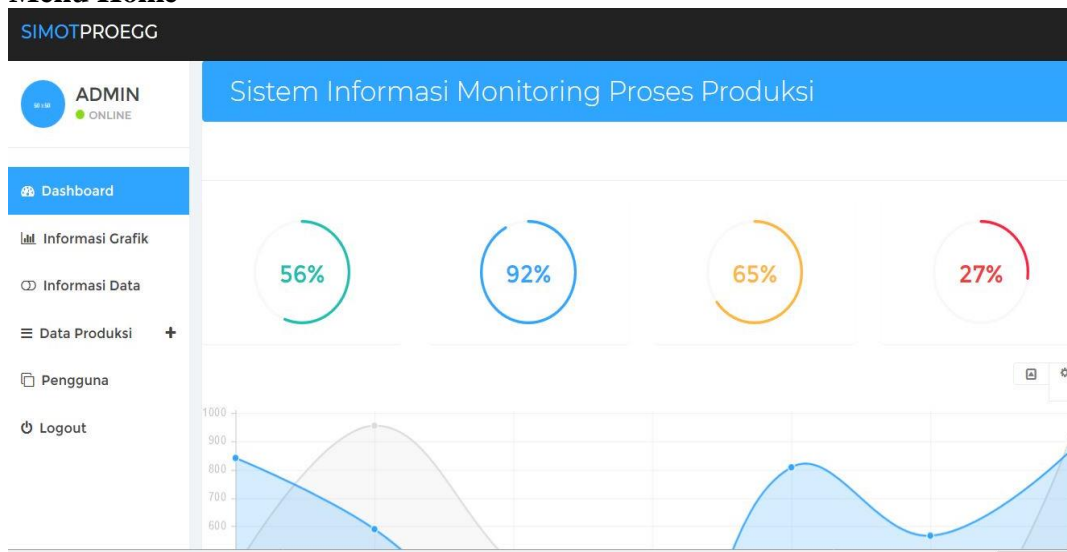 Menu Home
SIMOTPROEGG
ADMIN
ONLINE
Sistem Informasi Monitoring Proses Produksi
Dashboard
Informasi Grafik
Informasi Data
Data Produksi +
Pengguna
Logout
56%
92%
65%
27%
1000
900
800
700
600